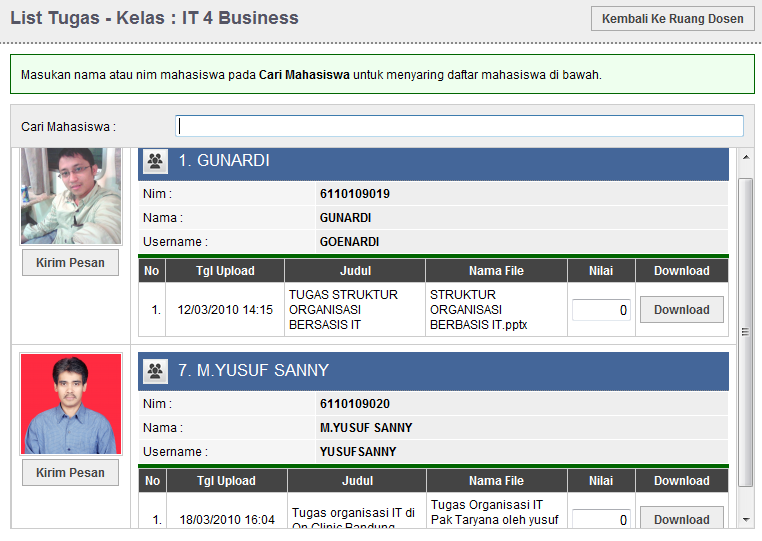 List Tugas - Kelas : IT 4 Business
Kembali Ke Ruang Dosen
Masukan nama atau nim mahasiswa pada Cari Mahasiswa untuk menyaring daftar mahasiswa di bawah.
Cari Mahasiswa :
1. GUNARDI
Nim : 6110109019
Nama : GUNARDI
Username : GOENARDI
Kirim Pesan
No Tgl Upload Judul Nama File Nilai Download
1. 12/03/2010 14:15 TUGAS STRUKTUR ORGANISASI BERSASIS IT STRUKTUR ORGANISASI BERBASIS IT.pptx 0 Download
7. M.YUSUF SANNY
Nim : 6110109020
Nama : M.YUSUF SANNY
Username : YUSUFSANNY
Kirim Pesan
No Tgl Upload Judul Nama File Nilai Download
1. 18/03/2010 16:04 Tugas organisasi IT di On Clinic Bandung Tugas Organisasi IT Pak Taryana oleh yusuf 0 Download